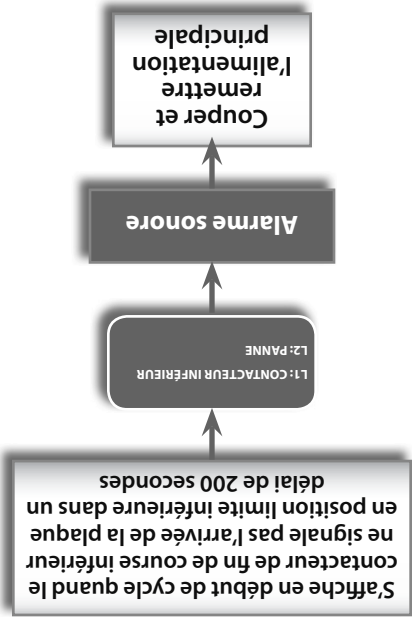 S'affiche en début de cycle quand le
contacteur de fin de course inférieur
ne signale pas l'arrivée de la plaque
en position limite inférieure dans un
délai de 200 secondes
L1: CONTACTEUR INFÉRIEUR
L2: PANNE
Alarme sonore
Couper et
remettre
l'alimentation
principale